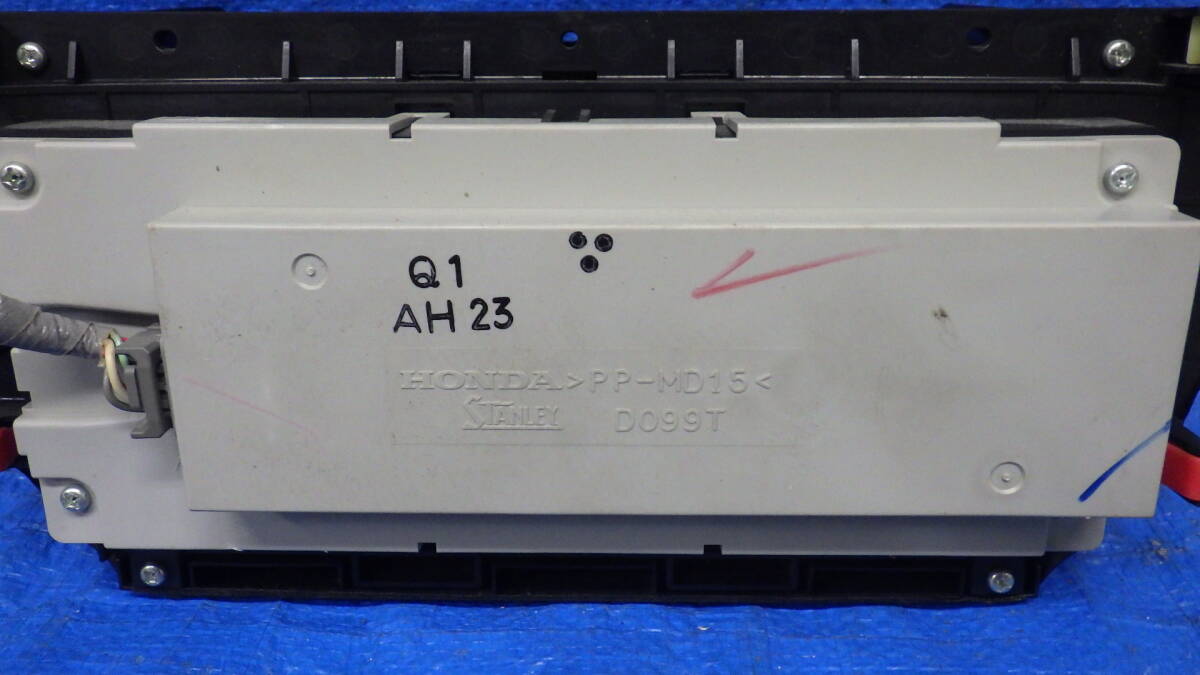 Q1
AH 23
HONDA >PP-MD15<
STANLEY D099T